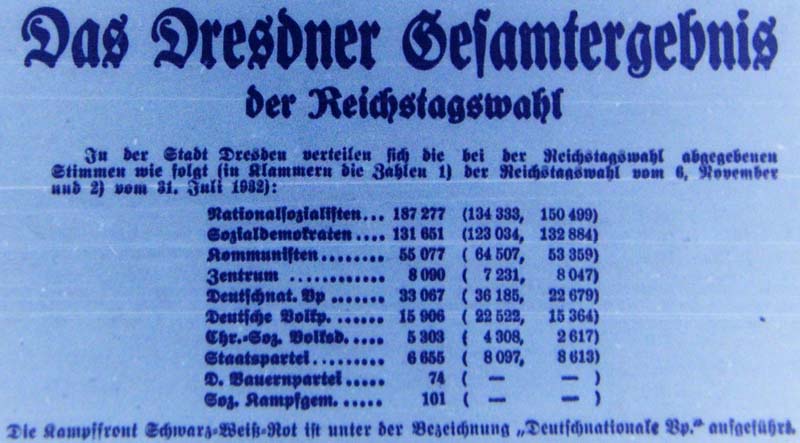 Das Dresdner Gesamtergebnis
der Reichstagswahl
In der Stadt Dresden verteilen sich die bei der Reichstagswahl abgegebenen
Stimmen wie folgt (in Klammern die Zahlen 1) der Reichstagswahl vom 6. November
und 2) vom 31. Juli 1932):
Nationalsozialisten... 187 277 (134 333, 150 499)
Sozialdemokraten .... 131 651 (123 034, 132 884)
Kommunisten........ 55 077 ( 64 507, 53 359)
Zentrum ............ 8 090 ( 7 231, 8 047)
Deutschnat. Vp ....... 33 067 ( 36 185, 22 679)
Deutsche Volkp. ...... 15 906 ( 22 522, 15 364)
Chr.-Soz. Volksd. .... 5 303 ( 4 308, 2 617)
Staatspartei......... 6 655 ( 8 097, 8 613)
D. Bauernpartei ..... 74 ( — — )
Soz. Kampfgem. ..... 101 ( — — )
Die Kampffront Schwarz-Weiß-Rot ist unter der Bezeichnung „Deutschnationale Vp.“ aufgeführt.